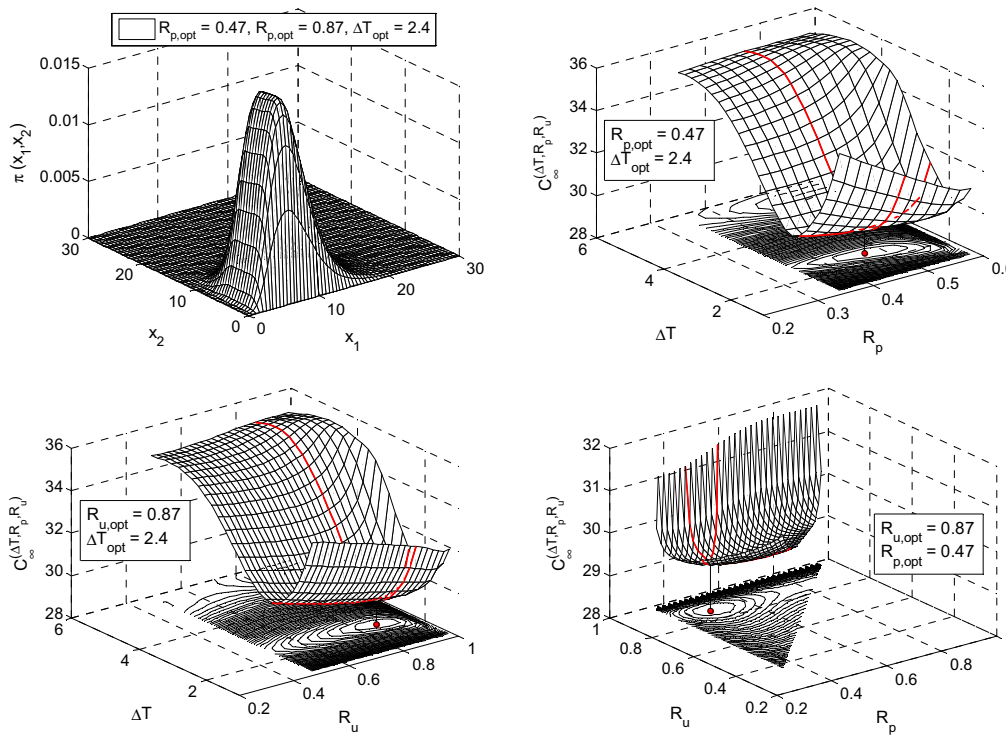 R_p,opt = 0.47, R_p,opt = 0.87, ΔT_opt = 2.4
0.015
0.01
0.005
0
30
20
10
0
0
10
20
30
π (x_1,x_2)
x_2
x_1
36
34
32
30
28
6
4
2
0.2
0.3
0.4
0.5
0.6
C_∞^(ΔT,R_p,R_u)
R_p,opt = 0.47
ΔT_opt = 2.4
ΔT
R_p
36
34
32
30
28
6
4
2
0.2
0.4
0.6
0.8
1
C_∞^(ΔT,R_p,R_u)
R_u,opt = 0.87
ΔT_opt = 2.4
ΔT
R_u
32
31
30
29
28
1
0.8
0.6
0.4
0.2
0.2
0.4
0.6
0.8
C_∞^(ΔT,R_p,R_u)
R_u,opt = 0.87
R_p,opt = 0.47
R_u
R_p